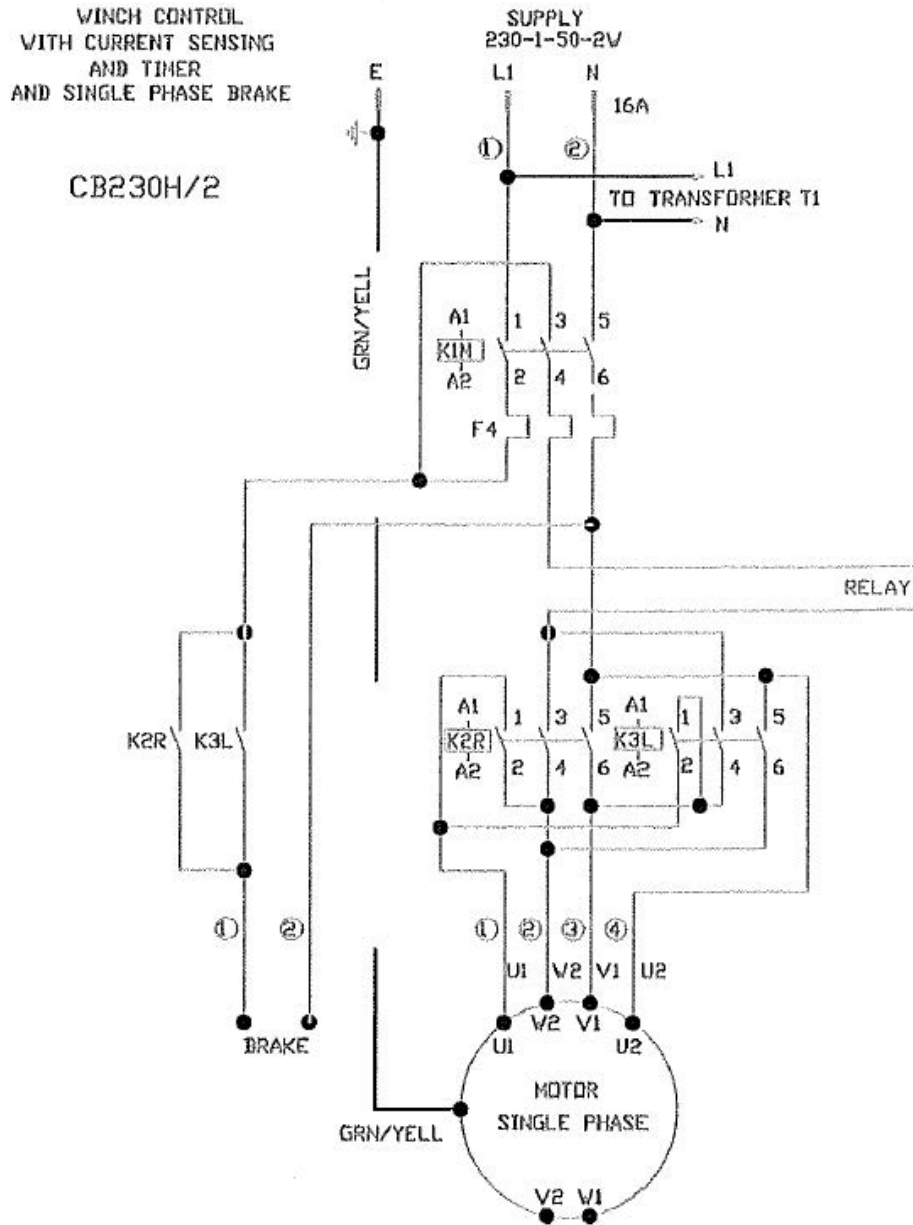 WINCH CONTROL
WITH CURRENT SENSING
AND TIMER
AND SINGLE PHASE BRAKE
CB230H/2
SUPPLY
230-1-50-2W
E L1 N
16A
① ②
L1
TO TRANSFORMER T1
N
GRN/YELL
A1 1 3 5
K1M
A2 2 4 6
F4
RELAY
A1 1 3 5 A1 1 3 5
K2R K3L K2R K3L
A2 2 4 6 A2 2 4 6
① ② ① ② ③ ④
U1 W2 V1 U2
W2 V1
BRAKE U1 U2
MOTOR
SINGLE PHASE
GRN/YELL
V2 W1